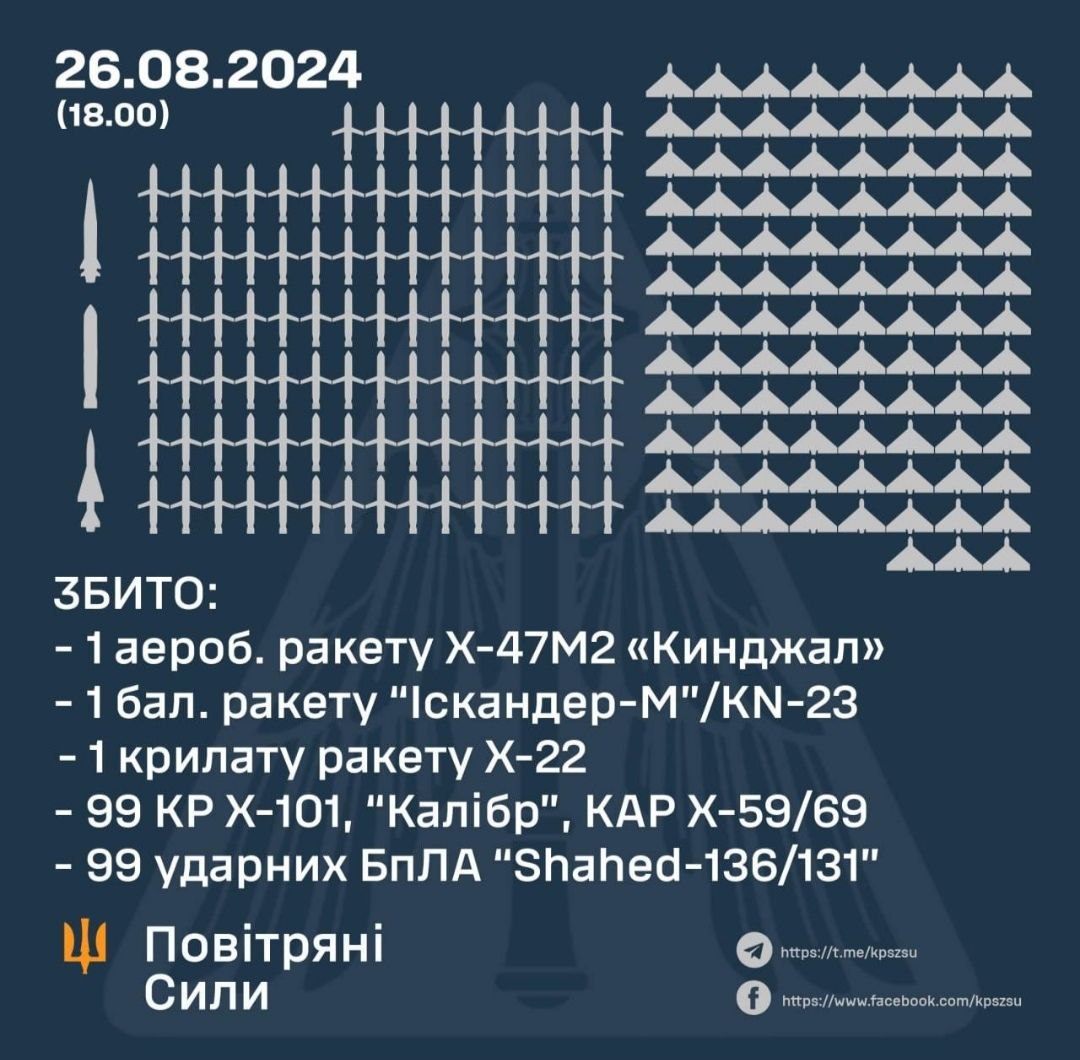 26.08.2024
(18.00)
ЗБИТО:
- 1 аероб. ракету Х-47М2 «Кинджал»
- 1 бал. ракету “Іскандер-М”/KN-23
- 1 крилату ракету Х-22
- 99 КР Х-101, “Калібр”, КАР Х-59/69
- 99 ударних БпЛА “Shahed-136/131”
Повітряні
Сили
https://t.me/kpszsu
https://www.facebook.com/kpszsu